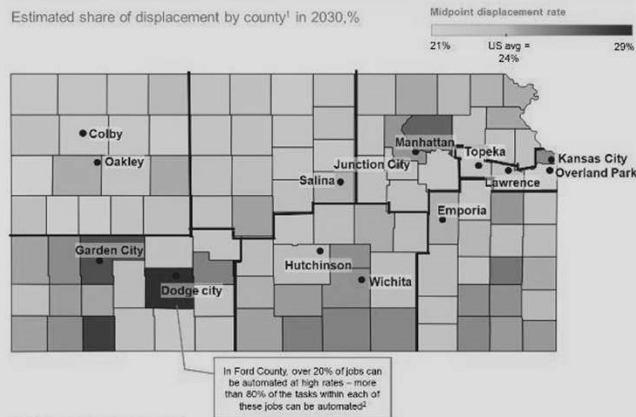 Estimated share of displacement by county¹ in 2030,%
Midpoint displacement rate
21%
US avg =
24%
29%
Colby
Oakley
Manhattan
Junction City
Topeka
Kansas City
Overland Park
Lawrence
Salina
Emporia
Garden City
Dodge city
Hutchinson
Wichita
In Ford County, over 20% of jobs can
be automated at high rates – more
than 80% of the tasks within each of
these jobs can be automated²